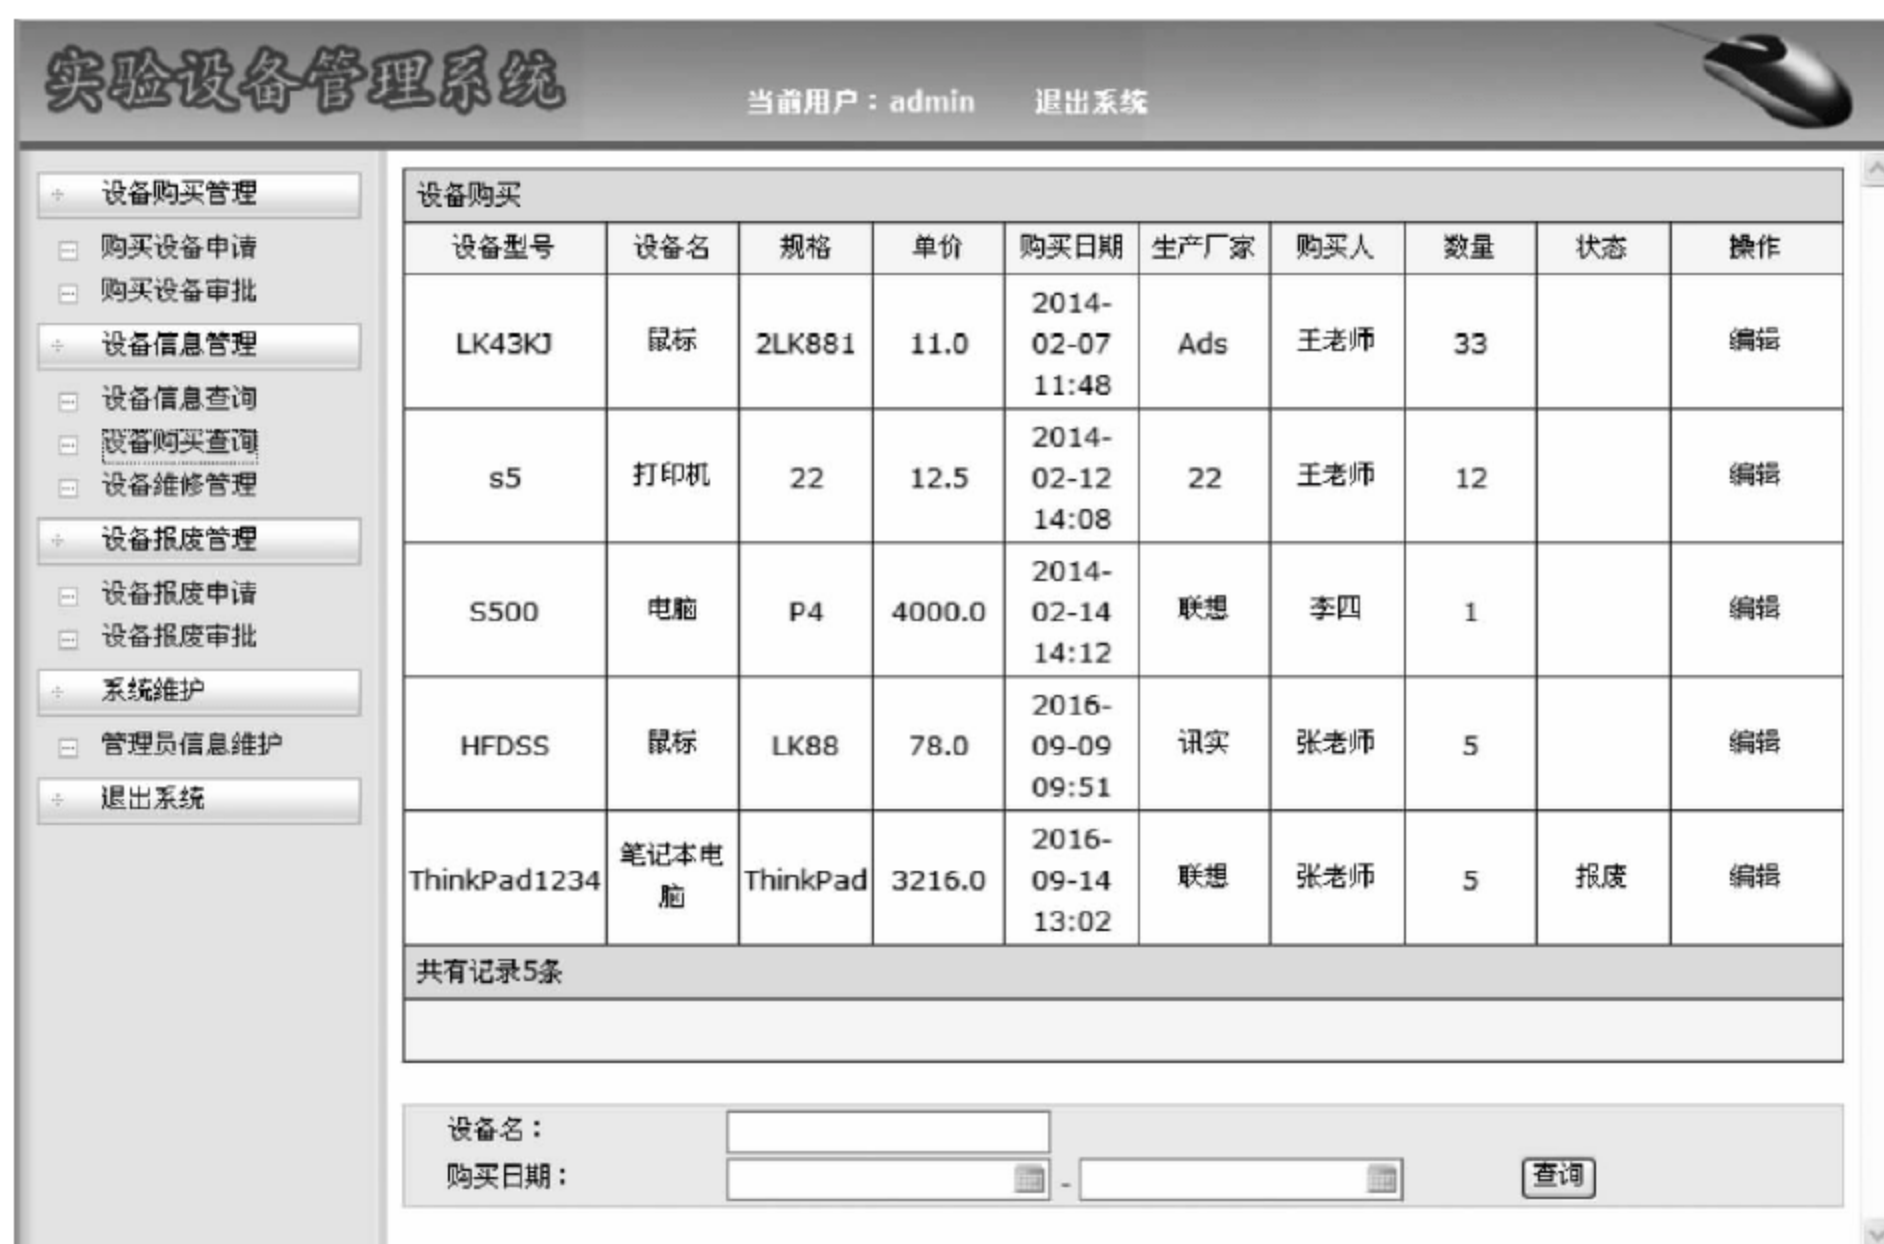 实验设备管理系统
当前用户：admin 退出系统
设备购买管理
购买设备申请
购买设备审批
设备信息管理
设备信息查询
设备购买查询
设备维修管理
设备报废管理
设备报废申请
设备报废审批
系统维护
管理员信息维护
退出系统
设备购买
设备型号 设备名 规格 单价 购买日期 生产厂家 购买人 数量 状态 操作
LK43KJ 鼠标 2LK881 11.0 2014-02-07 11:48 Ads 王老师 33 编辑
s5 打印机 22 12.5 2014-02-12 14:08 22 王老师 12 编辑
S500 电脑 P4 4000.0 2014-02-14 14:12 联想 李四 1 编辑
HFDSS 鼠标 LK88 78.0 2016-09-09 09:51 讯实 张老师 5 编辑
ThinkPad1234 笔记本电脑 ThinkPad 3216.0 2016-09-14 13:02 联想 张老师 5 报废 编辑
共有记录5条
设备名：
购买日期： - 查询